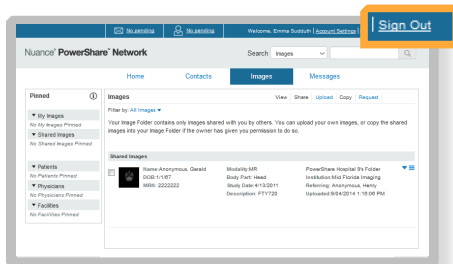 No pending No pending Welcome, Emma Sudduth | Account Settings | Sign Out
Nuance® PowerShare™ Network Search Images
Home Contacts Images Messages
Pinned
My Images
No My Images Pinned
Shared Images
No Shared Images Pinned
Patients
No Patients Pinned
Physicians
No Physicians Pinned
Facilities
No Facilities Pinned
Images View Share Upload Copy Request
Filter by: All Images
Your Image Folder contains only images shared with you by others. You can upload your own images, or copy the shared
images into your Image Folder if the owner has given you permission to do so.
Shared Images
Name:Anonymous, Gerald Modality:MR PowerShare Hospital 9's Folder
DOB:1/1/67 Body Part: Head Institution:Mid Florida Imaging
MRN: 2222222 Study Date:4/13/2011 Referring: Anonymous, Henry
Description: FTY720 Uploaded:9/04/2014 1:16:06 PM